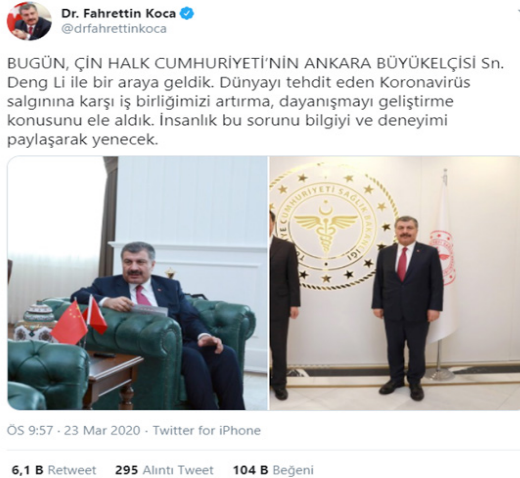 Dr. Fahrettin Koca
@drfahrettinkoca
BUGÜN, ÇİN HALK CUMHURİYETİ'NİN ANKARA BÜYÜKELÇİSİ Sn.
Deng Li ile bir araya geldik. Dünyayı tehdit eden Koronavirüs
salgınına karşı iş birliğimizi artırma, dayanışmayı geliştirme
konusunu ele aldık. İnsanlık bu sorunu bilgiyi ve deneyimi
paylaşarak yenecek.
CUMHURİYETİ SAĞLIK
ÖS 9:57 · 23 Mar 2020 · Twitter for iPhone
6,1 B Retweet 295 Alıntı Tweet 104 B Beğeni